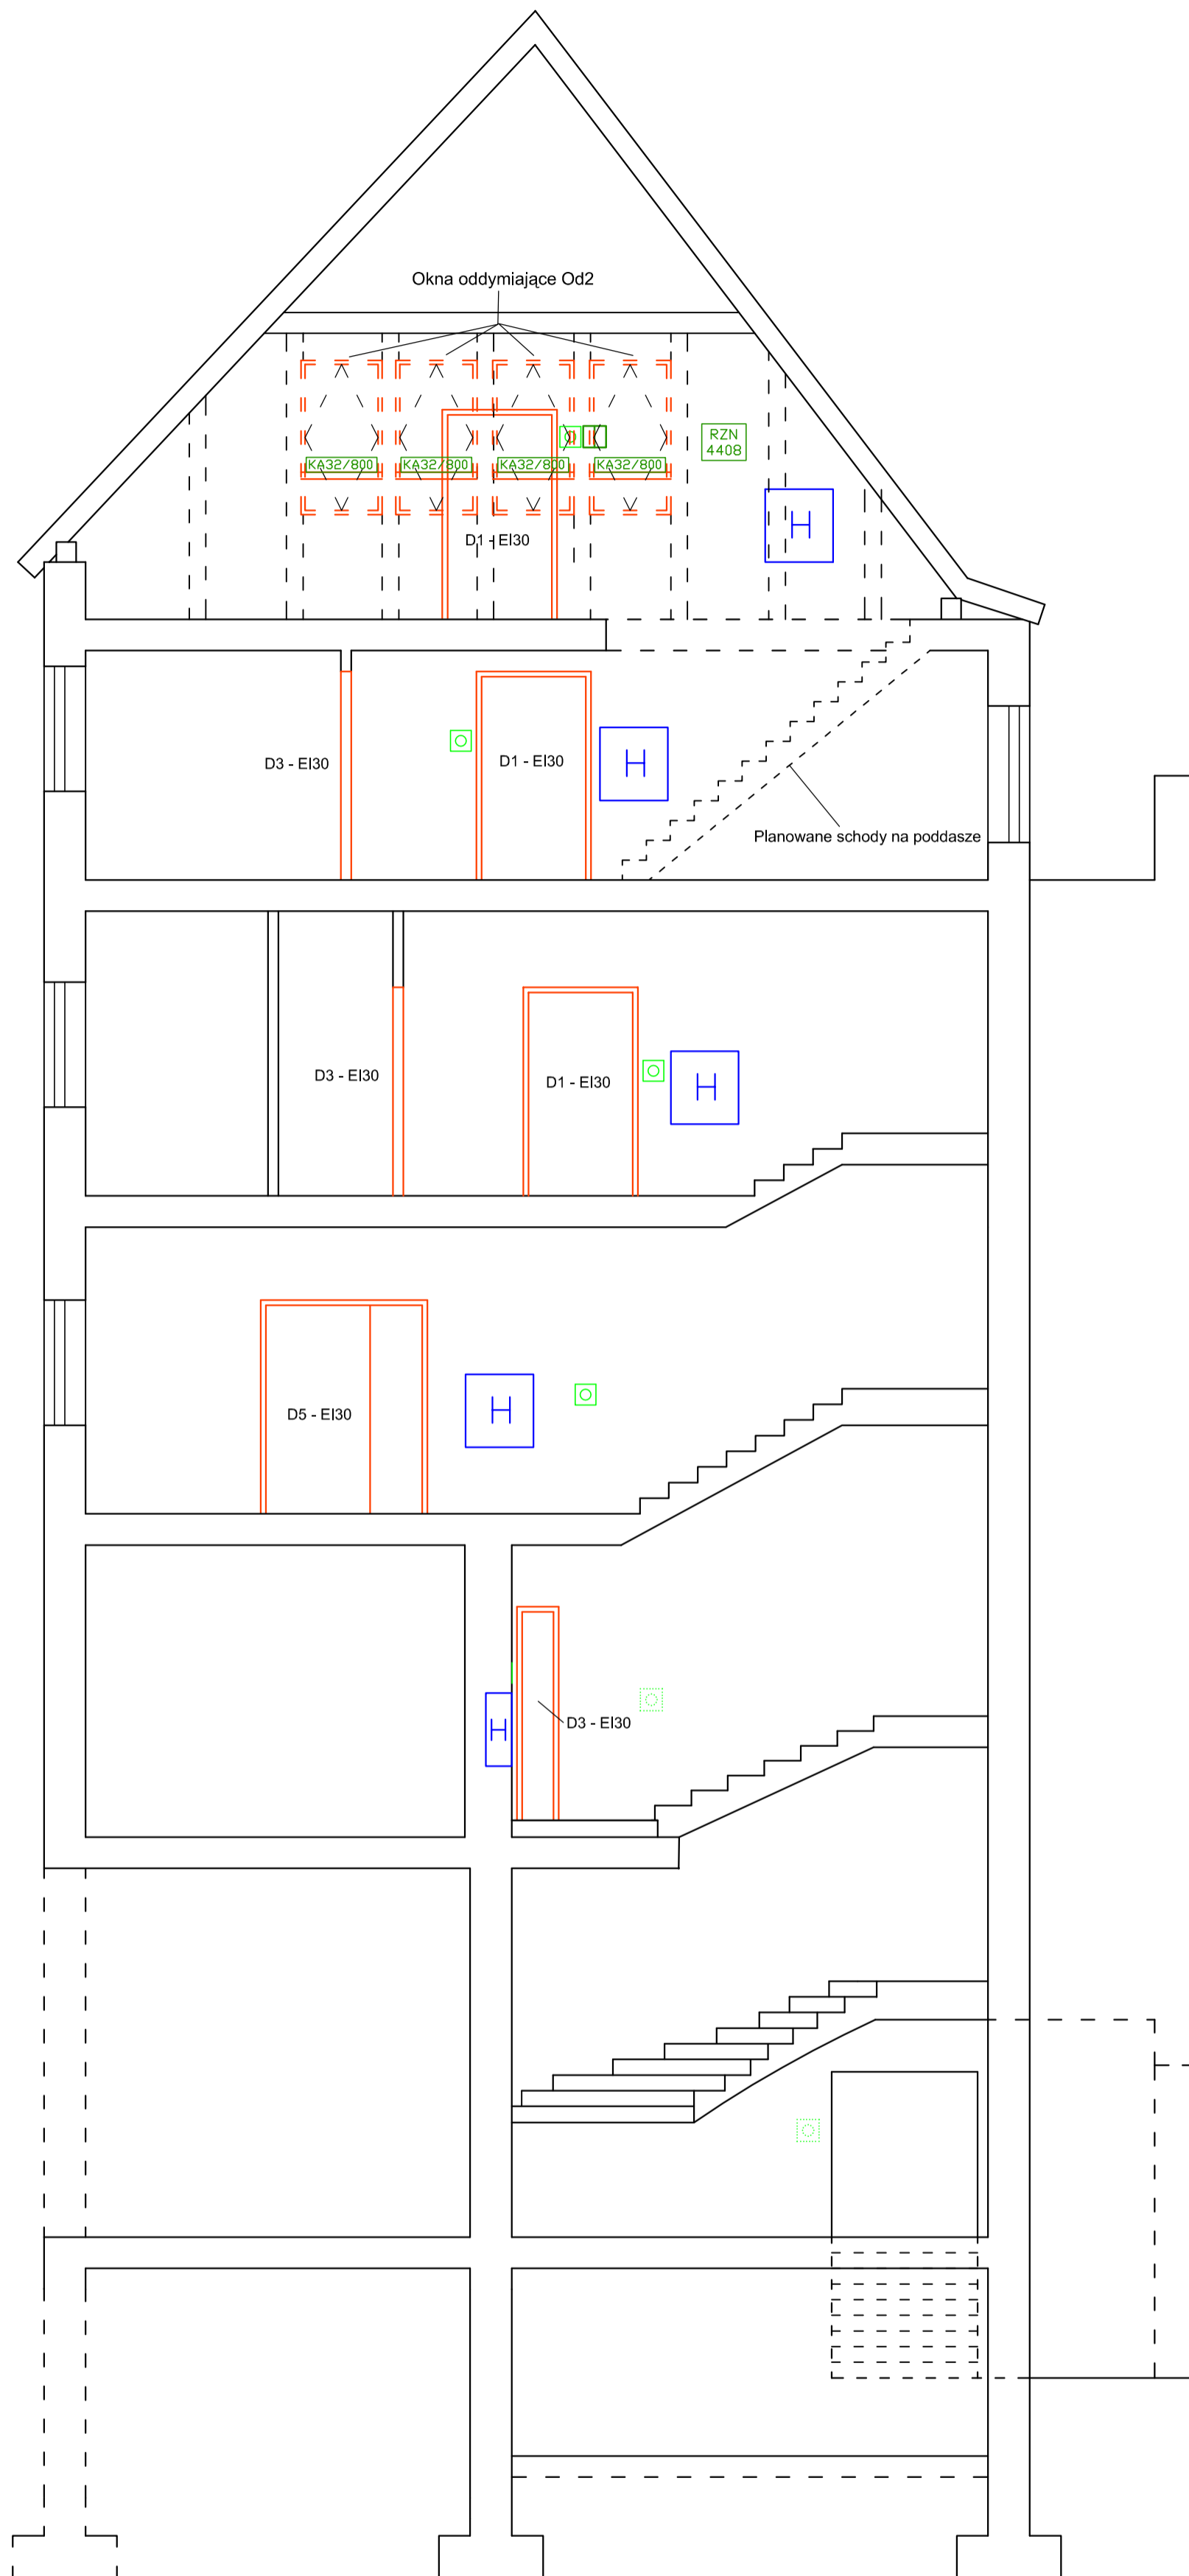 Okna oddymiające Od2
RZN
4408
KA32/800
KA32/800
KA32/800
KA32/800
H
D1 - EI30
D3 - EI30
D1 - EI30
H
Planowane schody na poddasze
D3 - EI30
D1 - EI30
H
D5 - EI30
H
H
D3 - EI30